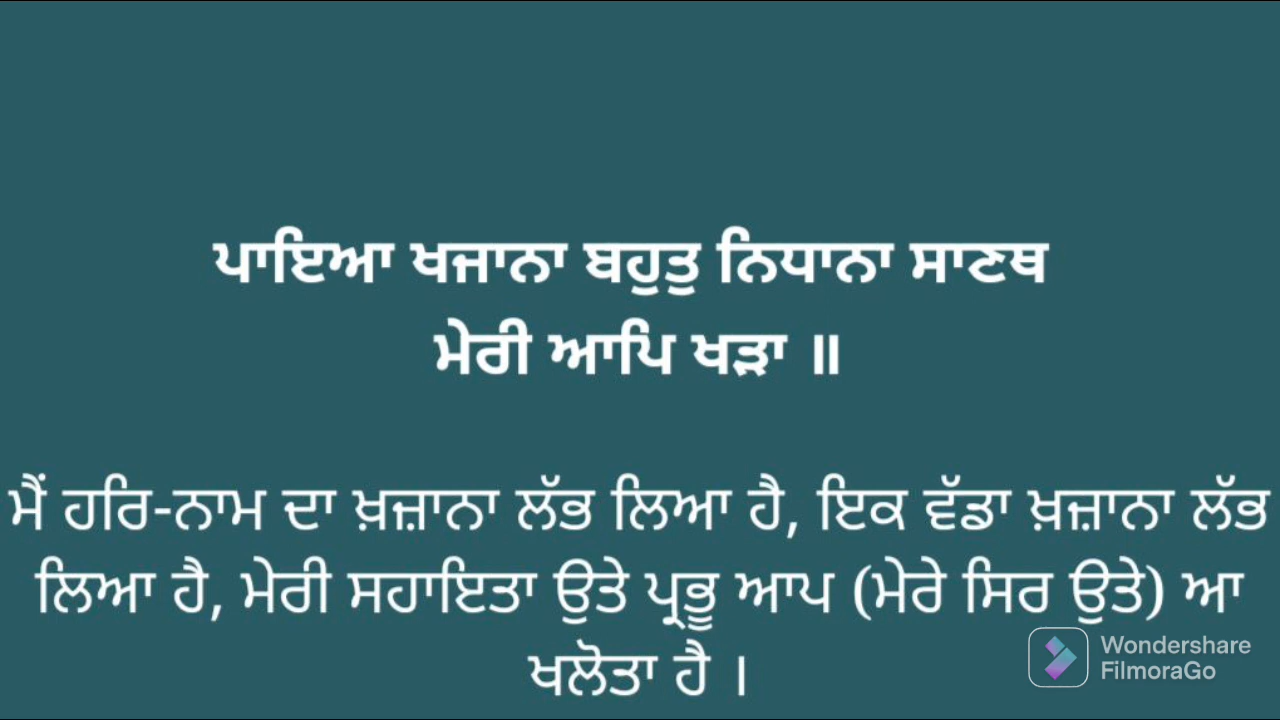 ਪਾਇਆ ਖਜਾਨਾ ਬਹੁਤੁ ਨਿਧਾਨਾ ਸਾਣਥ
ਮੇਰੀ ਆਪਿ ਖੜਾ ॥
ਮੈਂ ਹਰਿ-ਨਾਮ ਦਾ ਖ਼ਜ਼ਾਨਾ ਲੱਭ ਲਿਆ ਹੈ, ਇਕ ਵੱਡਾ ਖ਼ਜ਼ਾਨਾ ਲੱਭ
ਲਿਆ ਹੈ, ਮੇਰੀ ਸਹਾਇਤਾ ਉਤੇ ਪ੍ਰਭੂ ਆਪ (ਮੇਰੇ ਸਿਰ ਉਤੇ) ਆ
ਖਲੋਤਾ ਹੈ ।
Wondershare
FilmoraGo